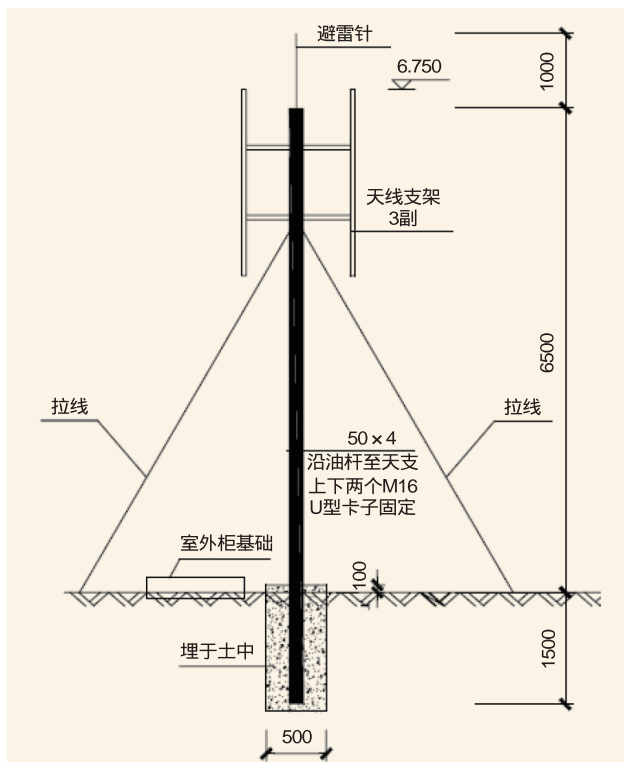 避雷针
6.750
1000
天线支架
3副
6500
拉线
拉线
50×4
沿油杆至天支
上下两个M16
U型卡子固定
室外柜基础
100
埋于土中
1500
500